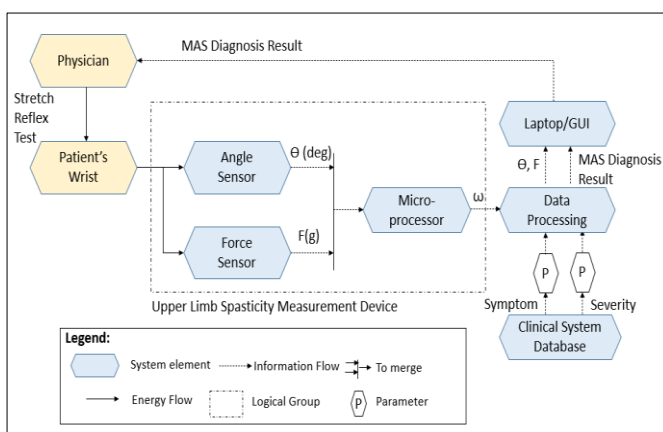 MAS Diagnosis Result
Physician
Stretch
Reflex
Test
Patient's
Wrist
Angle
Sensor
Θ (deg)
Force
Sensor
F(g)
Micro-
processor
ω
Laptop/GUI
Θ, F
MAS Diagnosis
Result
Data
Processing
P
P
Symptom
Severity
Clinical System
Database
Upper Limb Spasticity Measurement Device
Legend:
System element
Information Flow
To merge
Energy Flow
Logical Group
P
Parameter